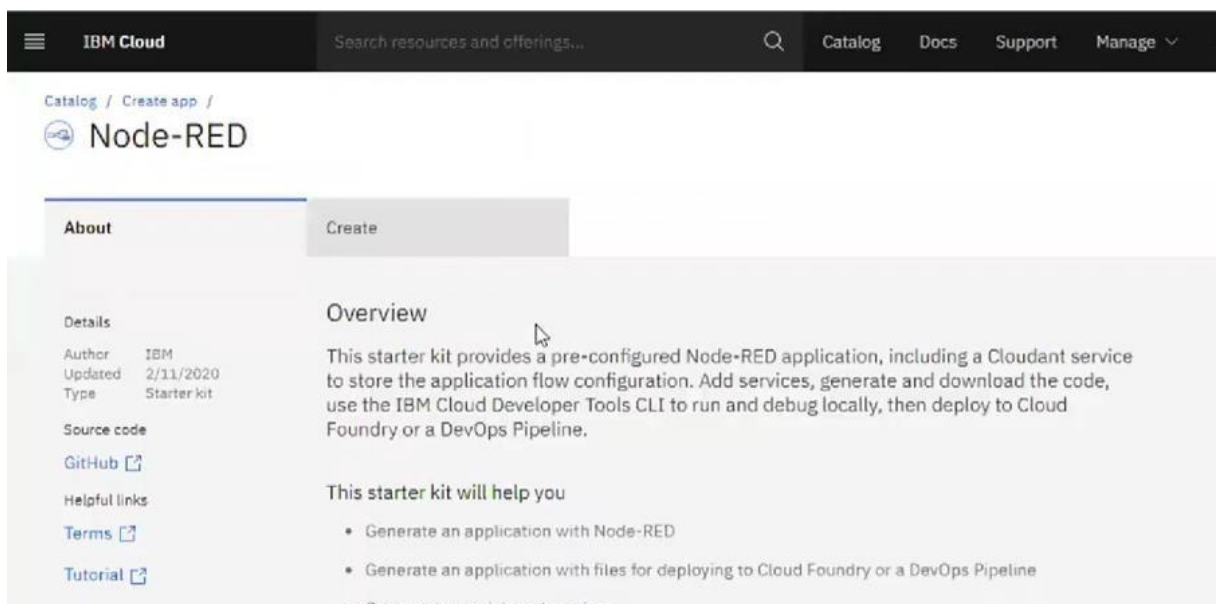 IBM Cloud
Search resources and offerings...
Catalog
Docs
Support
Manage
Catalog / Create app /
Node-RED
About
Create
Details
Author IBM
Updated 2/11/2020
Type Starter kit
Source code
GitHub
Helpful links
Terms
Tutorial
Overview
This starter kit provides a pre-configured Node-RED application, including a Cloudant service
to store the application flow configuration. Add services, generate and download the code,
use the IBM Cloud Developer Tools CLI to run and debug locally, then deploy to Cloud
Foundry or a DevOps Pipeline.
This starter kit will help you
• Generate an application with Node-RED
• Generate an application with files for deploying to Cloud Foundry or a DevOps Pipeline